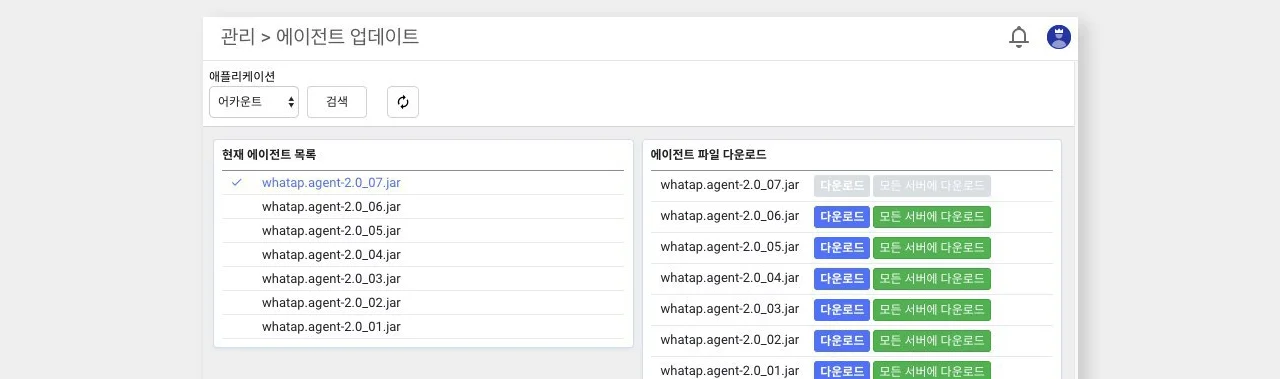 관리 > 에이전트 업데이트
애플리케이션
어카운트 검색
현재 에이전트 목록
whatap.agent-2.0_07.jar
whatap.agent-2.0_06.jar
whatap.agent-2.0_05.jar
whatap.agent-2.0_04.jar
whatap.agent-2.0_03.jar
whatap.agent-2.0_02.jar
whatap.agent-2.0_01.jar
에이전트 파일 다운로드
whatap.agent-2.0_07.jar 다운로드 모든 서버에 다운로드
whatap.agent-2.0_06.jar 다운로드 모든 서버에 다운로드
whatap.agent-2.0_05.jar 다운로드 모든 서버에 다운로드
whatap.agent-2.0_04.jar 다운로드 모든 서버에 다운로드
whatap.agent-2.0_03.jar 다운로드 모든 서버에 다운로드
whatap.agent-2.0_02.jar 다운로드 모든 서버에 다운로드
whatap.agent-2.0_01.jar 다운로드 모든 서버에 다운로드